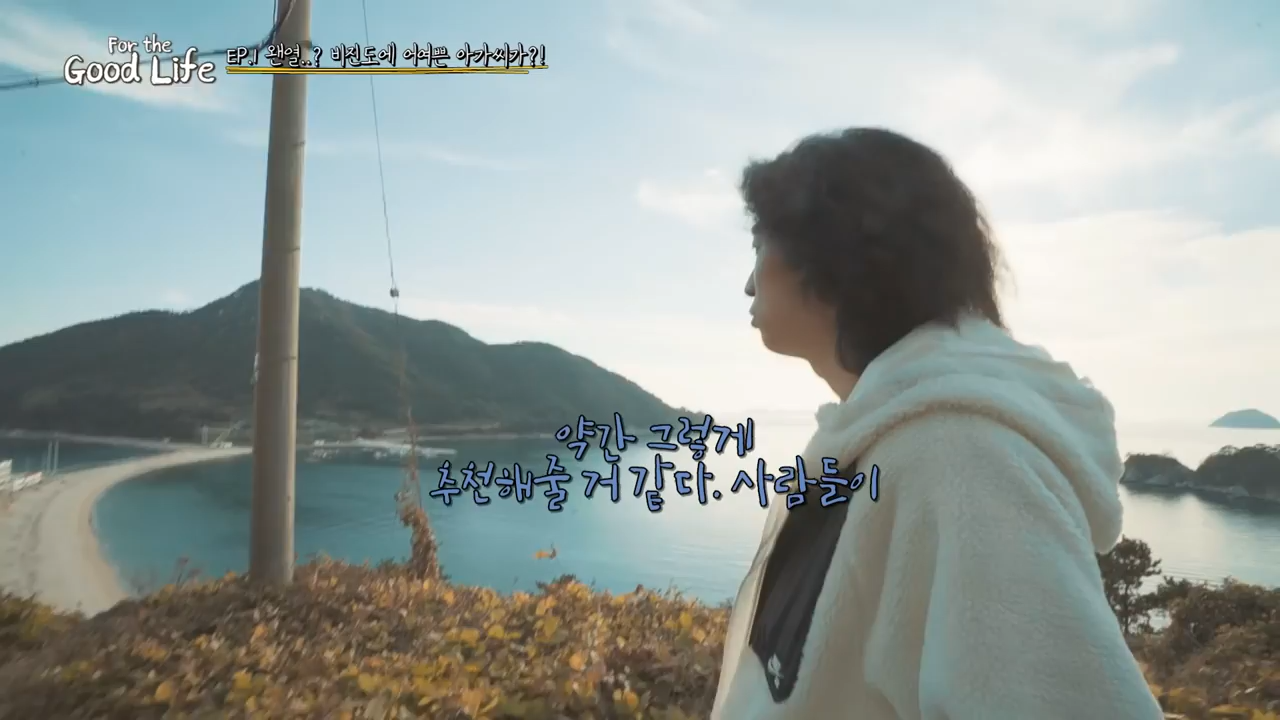 For the
Good Life
EP.1 왠열..? 비진도에 어여쁜 아가씨가?!
약간 그렇게
추천해줄 거 같다. 사람들이